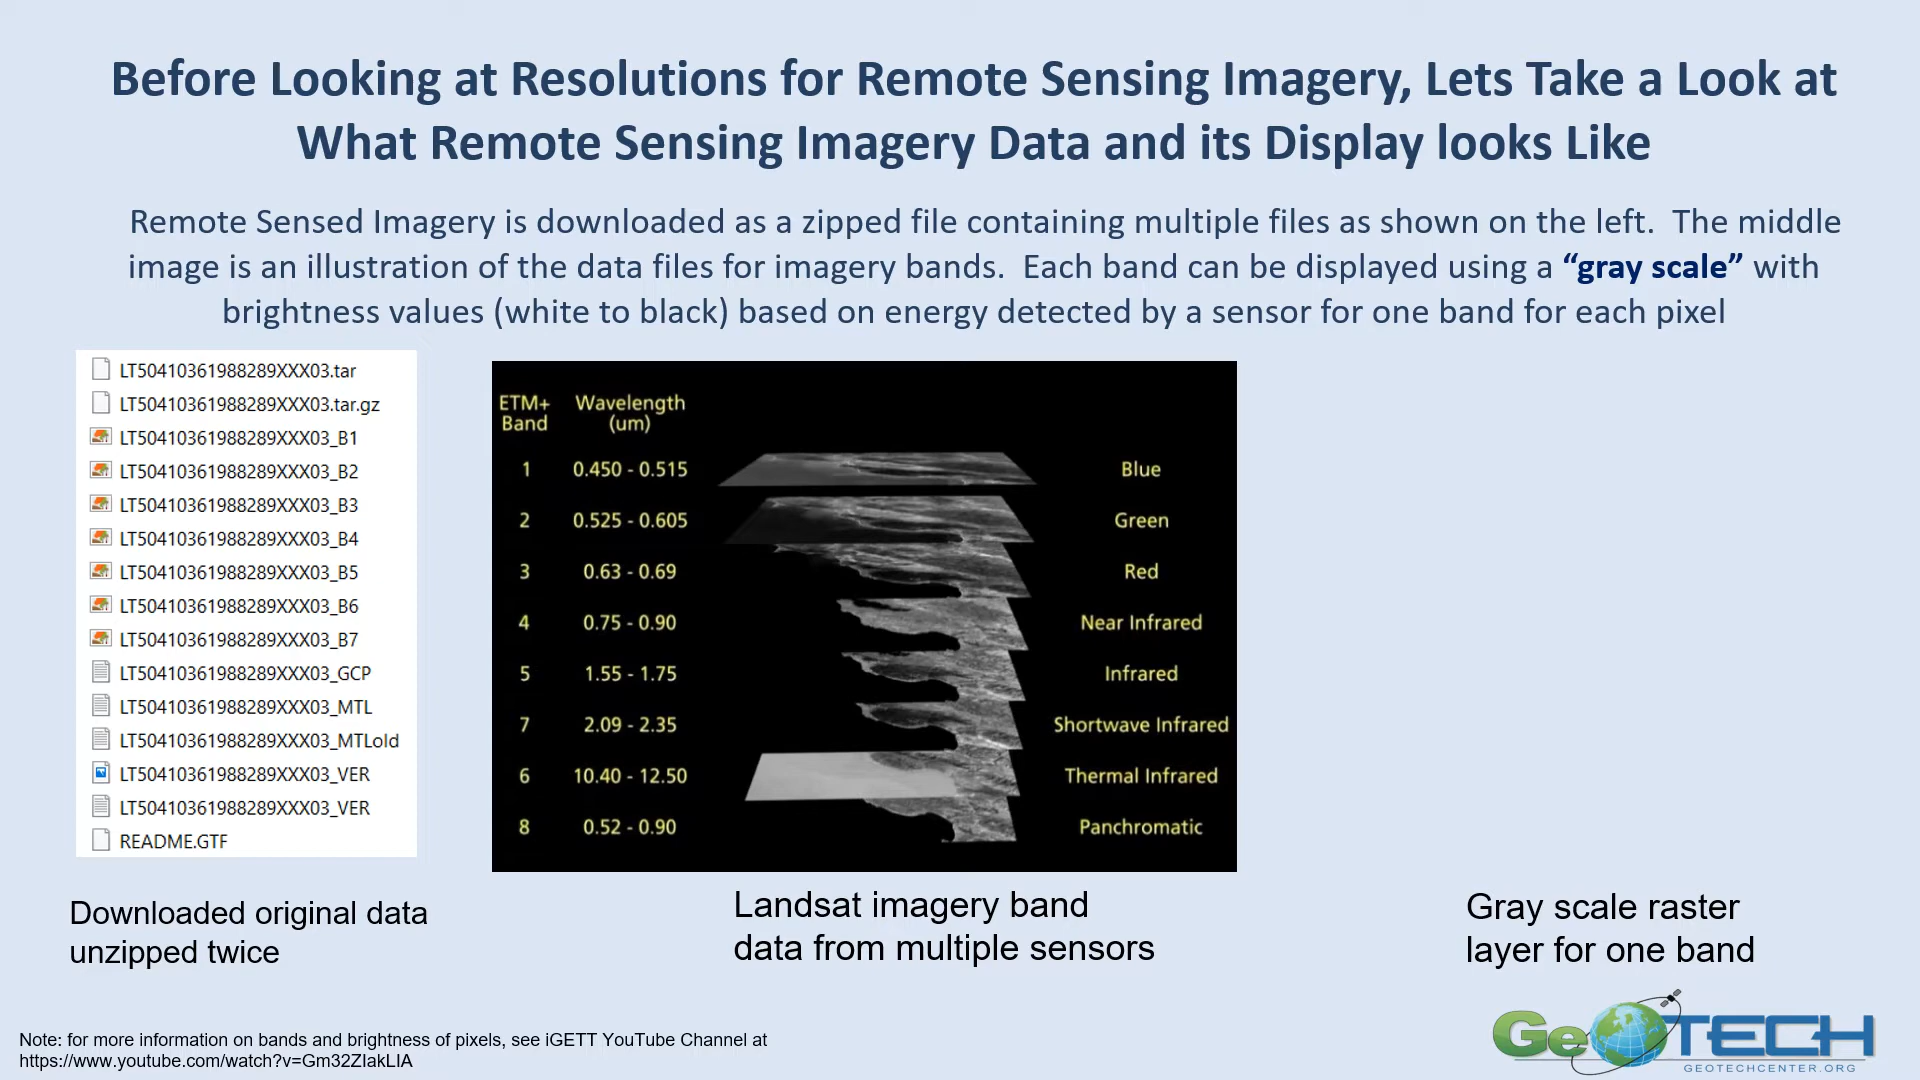 Before Looking at Resolutions for Remote Sensing Imagery, Lets Take a Look at
What Remote Sensing Imagery Data and its Display looks Like
Remote Sensed Imagery is downloaded as a zipped file containing multiple files as shown on the left. The middle
image is an illustration of the data files for imagery bands. Each band can be displayed using a “gray scale” with
brightness values (white to black) based on energy detected by a sensor for one band for each pixel
LT50410361988289XXX03.tar
LT50410361988289XXX03.tar.gz
LT50410361988289XXX03_B1
LT50410361988289XXX03_B2
LT50410361988289XXX03_B3
LT50410361988289XXX03_B4
LT50410361988289XXX03_B5
LT50410361988289XXX03_B6
LT50410361988289XXX03_B7
LT50410361988289XXX03_GCP
LT50410361988289XXX03_MTL
LT50410361988289XXX03_MTLold
LT50410361988289XXX03_VER
LT50410361988289XXX03_VER
README.GTF
ETM+ Wavelength
Band (um)
1 0.450 - 0.515 Blue
2 0.525 - 0.605 Green
3 0.63 - 0.69 Red
4 0.75 - 0.90 Near Infrared
5 1.55 - 1.75 Infrared
7 2.09 - 2.35 Shortwave Infrared
6 10.40 - 12.50 Thermal Infrared
8 0.52 - 0.90 Panchromatic
Downloaded original data
unzipped twice
Landsat imagery band
data from multiple sensors
Gray scale raster
layer for one band
Note: for more information on bands and brightness of pixels, see iGETT YouTube Channel at
https://www.youtube.com/watch?v=Gm32ZIakLIA
GeoTECH
GEOTECHCENTER.ORG